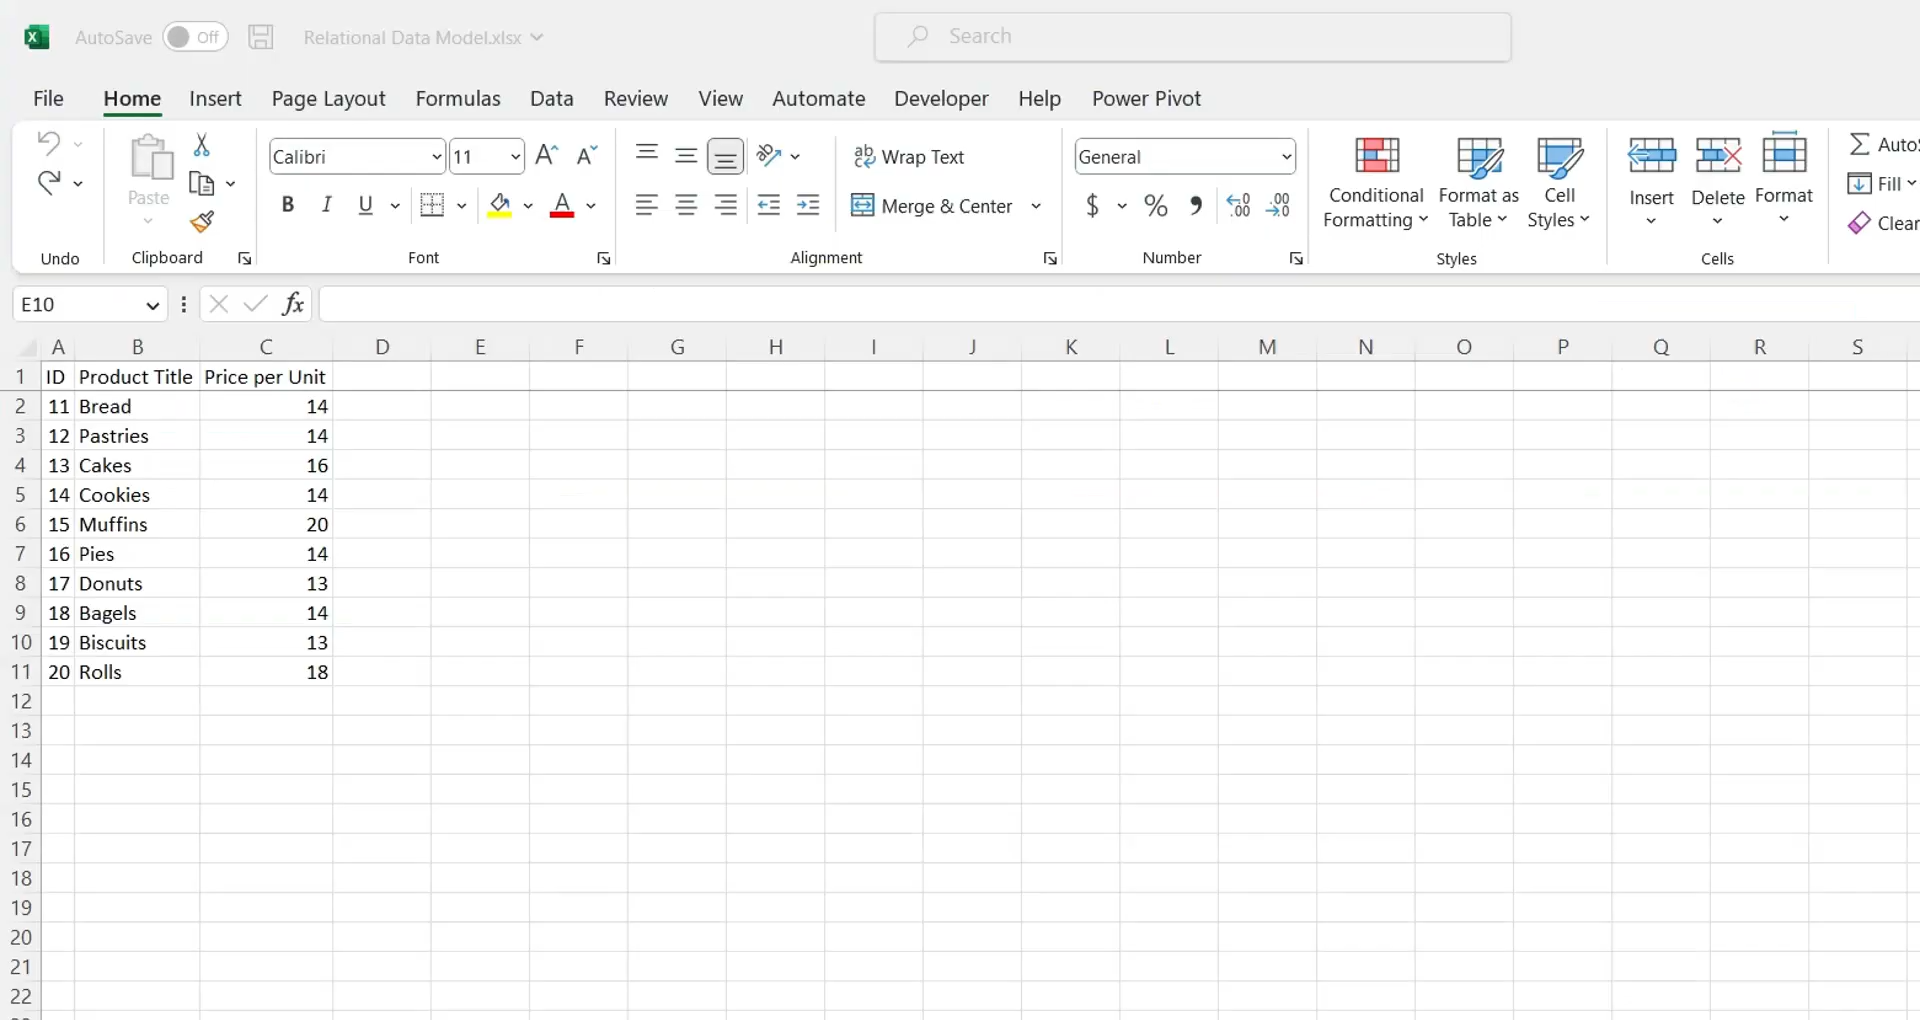 AutoSave Off Relational Data Model.xlsx Search
File Home Insert Page Layout Formulas Data Review View Automate Developer Help Power Pivot
Paste
Clipboard
Undo
Calibri 11 A A
B I U A
Font
ab Wrap Text
Merge & Center
Alignment
General
$ % , .00 .00
Number
Conditional Formatting
Format as Table
Cell Styles
Styles
Insert Delete Format
Cells
Fill
Clear
E10 fx
A B C D E F G H I J K L M N O P Q R S
1 ID Product Title Price per Unit
2 11 Bread 14
3 12 Pastries 14
4 13 Cakes 16
5 14 Cookies 14
6 15 Muffins 20
7 16 Pies 14
8 17 Donuts 13
9 18 Bagels 14
10 19 Biscuits 13
11 20 Rolls 18
12
13
14
15
16
17
18
19
20
21
22